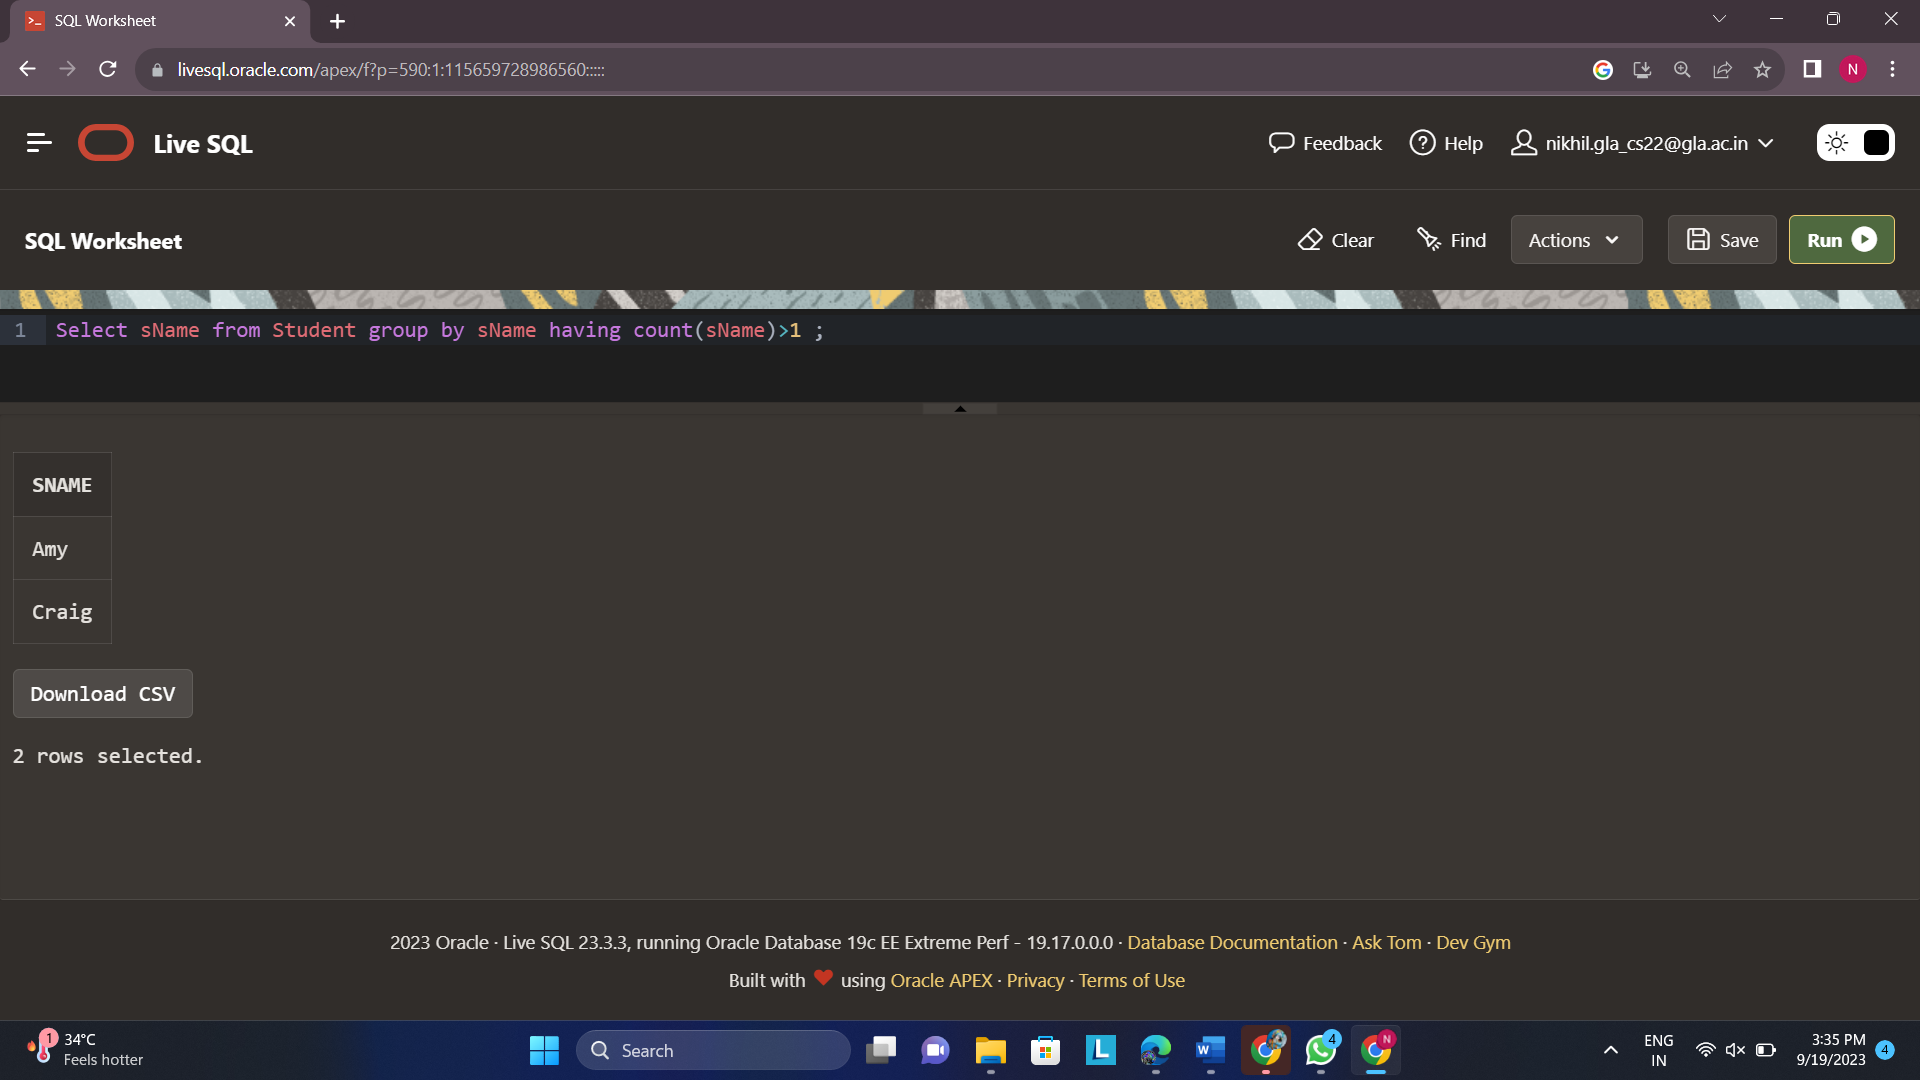 SQL Worksheet
livesql.oracle.com/apex/f?p=590:1:115659728986560:::::
N
Live SQL
Feedback
Help
nikhil.gla_cs22@gla.ac.in
SQL Worksheet
Clear
Find
Actions
Save
Run
1 Select sName from Student group by sName having count(sName)>1 ;
SNAME
Amy
Craig
Download CSV
2 rows selected.
2023 Oracle · Live SQL 23.3.3, running Oracle Database 19c EE Extreme Perf - 19.17.0.0.0 · Database Documentation · Ask Tom · Dev Gym
Built with ❤ using Oracle APEX · Privacy · Terms of Use
1
34°C
Feels hotter
Search
L
W
4
N
ENG
IN
3:35 PM
9/19/2023
4